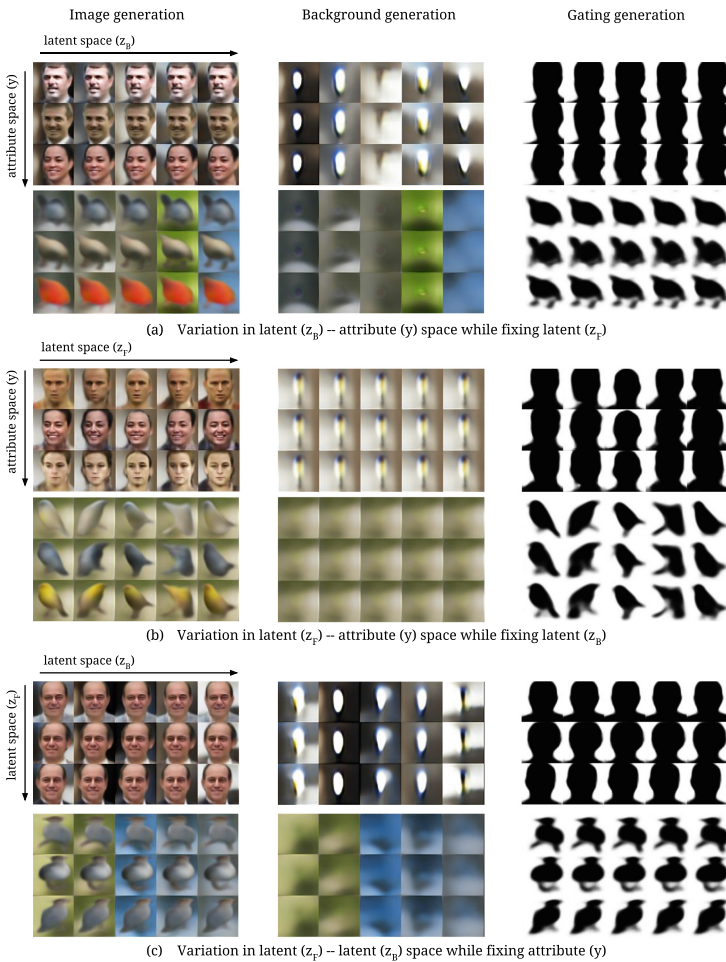 Image generation Background generation Gating generation
latent space (z_B)
attribute space (y)
(a) Variation in latent (z_B) -- attribute (y) space while fixing latent (z_F)
latent space (z_F)
attribute space (y)
(b) Variation in latent (z_F) -- attribute (y) space while fixing latent (z_B)
latent space (z_B)
latent space (z_F)
(c) Variation in latent (z_F) -- latent (z_B) space while fixing attribute (y)